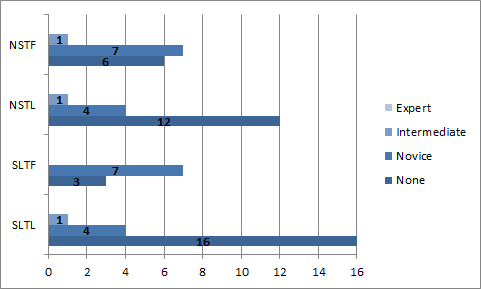 NSTF
1
7
6
NSTL
1
4
12
SLTF
7
3
SLTL
1
4
16
0 2 4 6 8 10 12 14 16
Expert
Intermediate
Novice
None